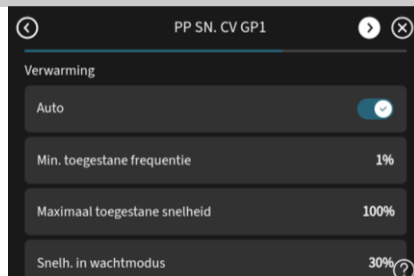 PP SN. CV GP1
Verwarming
Auto
Min. toegestane frequentie 1%
Maximaal toegestane snelheid 100%
Snelh. in wachtmodus 30%
?